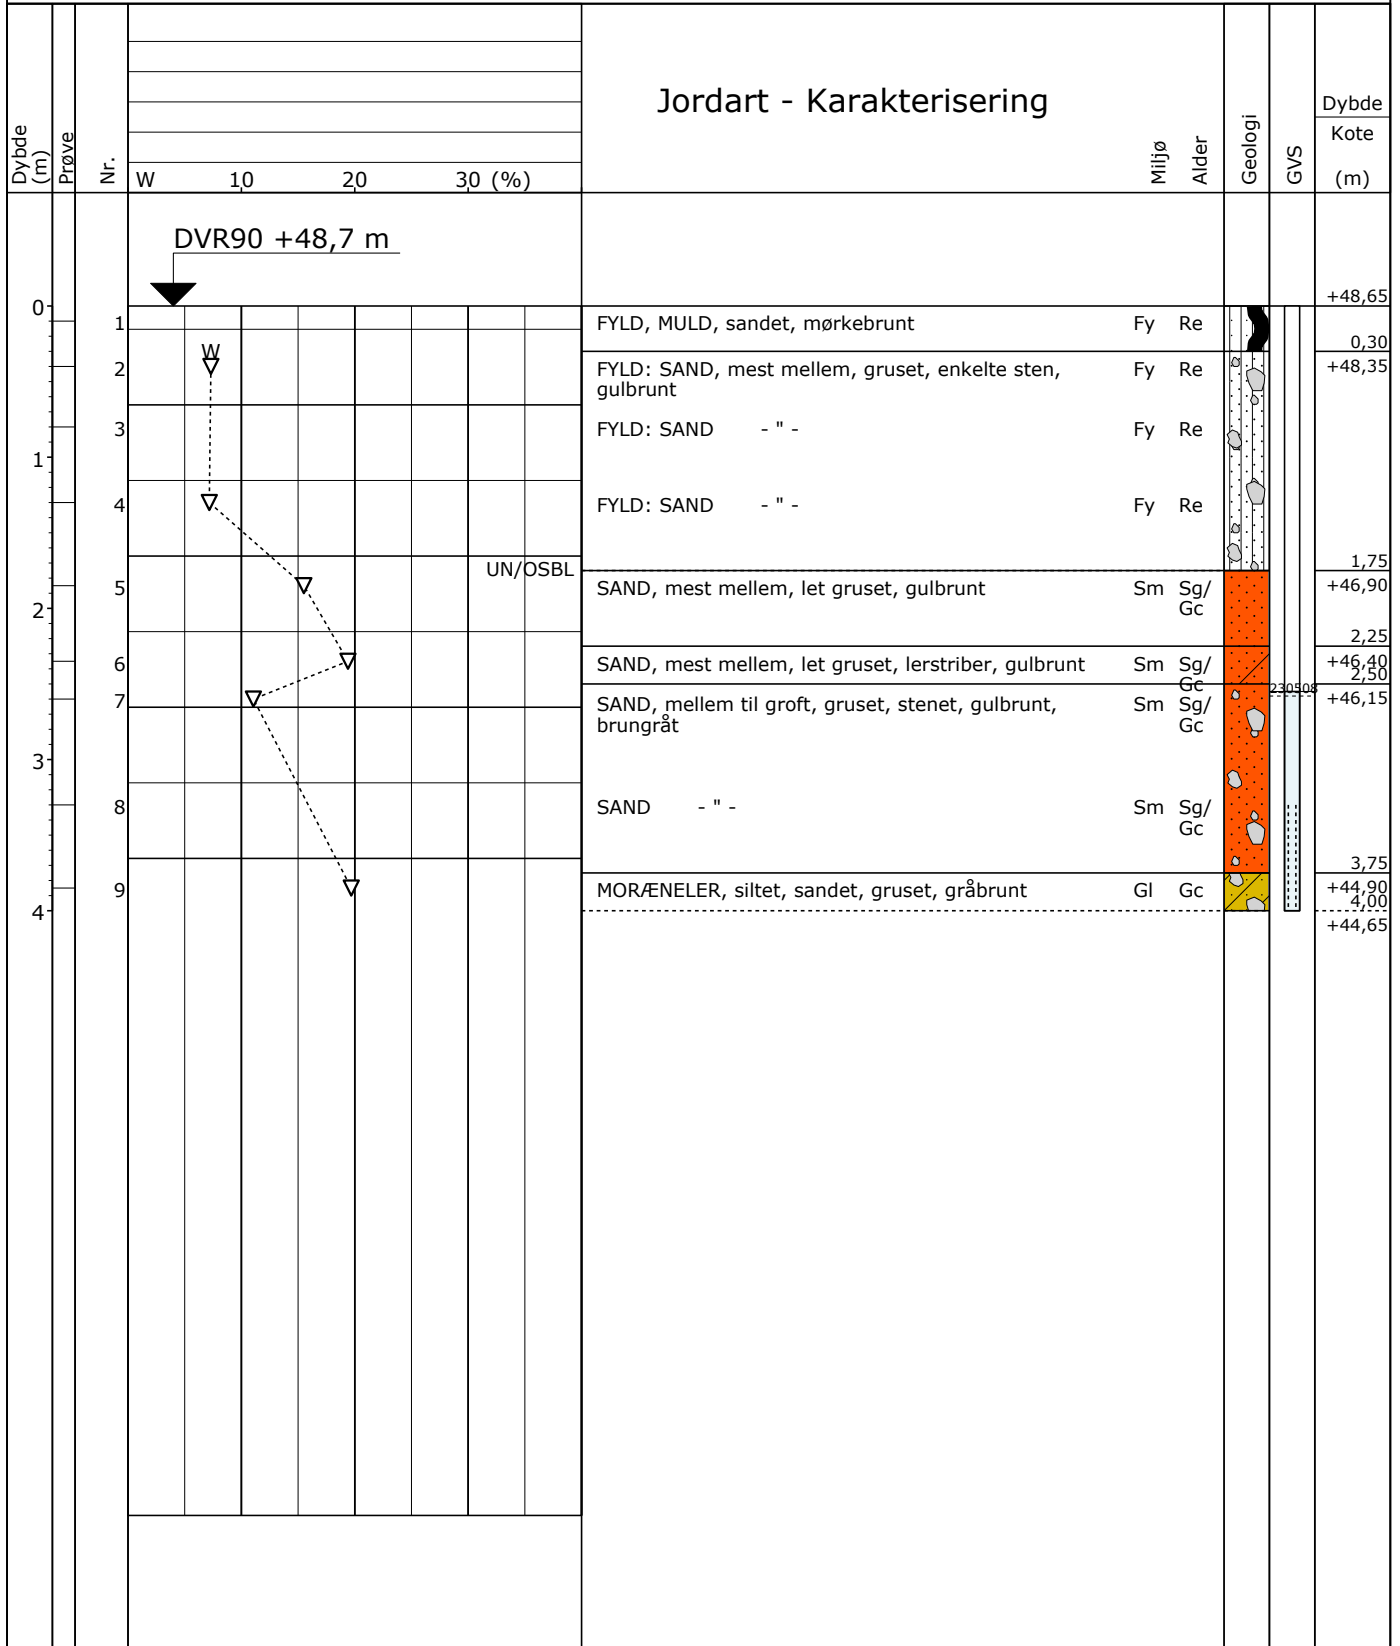 Jordart - Karakterisering
Dybde (m)
Prøve
Nr.
W 10 20 30 (%)
Miljø
Alder
Geologi
GVS
Dybde
Kote
(m)
DVR90 +48,7 m
0
+48,65
1 FYLD, MULD, sandet, mørkebrunt Fy Re
0,30
W
2 FYLD: SAND, mest mellem, gruset, enkelte sten, Fy Re +48,35
gulbrunt
3 FYLD: SAND - " - Fy Re
1
4 FYLD: SAND - " - Fy Re
1,75
UN/OSBL
5 SAND, mest mellem, let gruset, gulbrunt Sm Sg/ +46,90
Gc
2
2,25
6 SAND, mest mellem, let gruset, lerstriber, gulbrunt Sm Sg/ +46,40
Gc
2,50
230508
7 SAND, mellem til groft, gruset, stenet, gulbrunt, Sm Sg/ +46,15
brungråt Gc
3
8 SAND - " - Sm Sg/
Gc
3,75
9 MORÆNELER, siltet, sandet, gruset, gråbrunt Gl Gc +44,90
4,00
4
+44,65